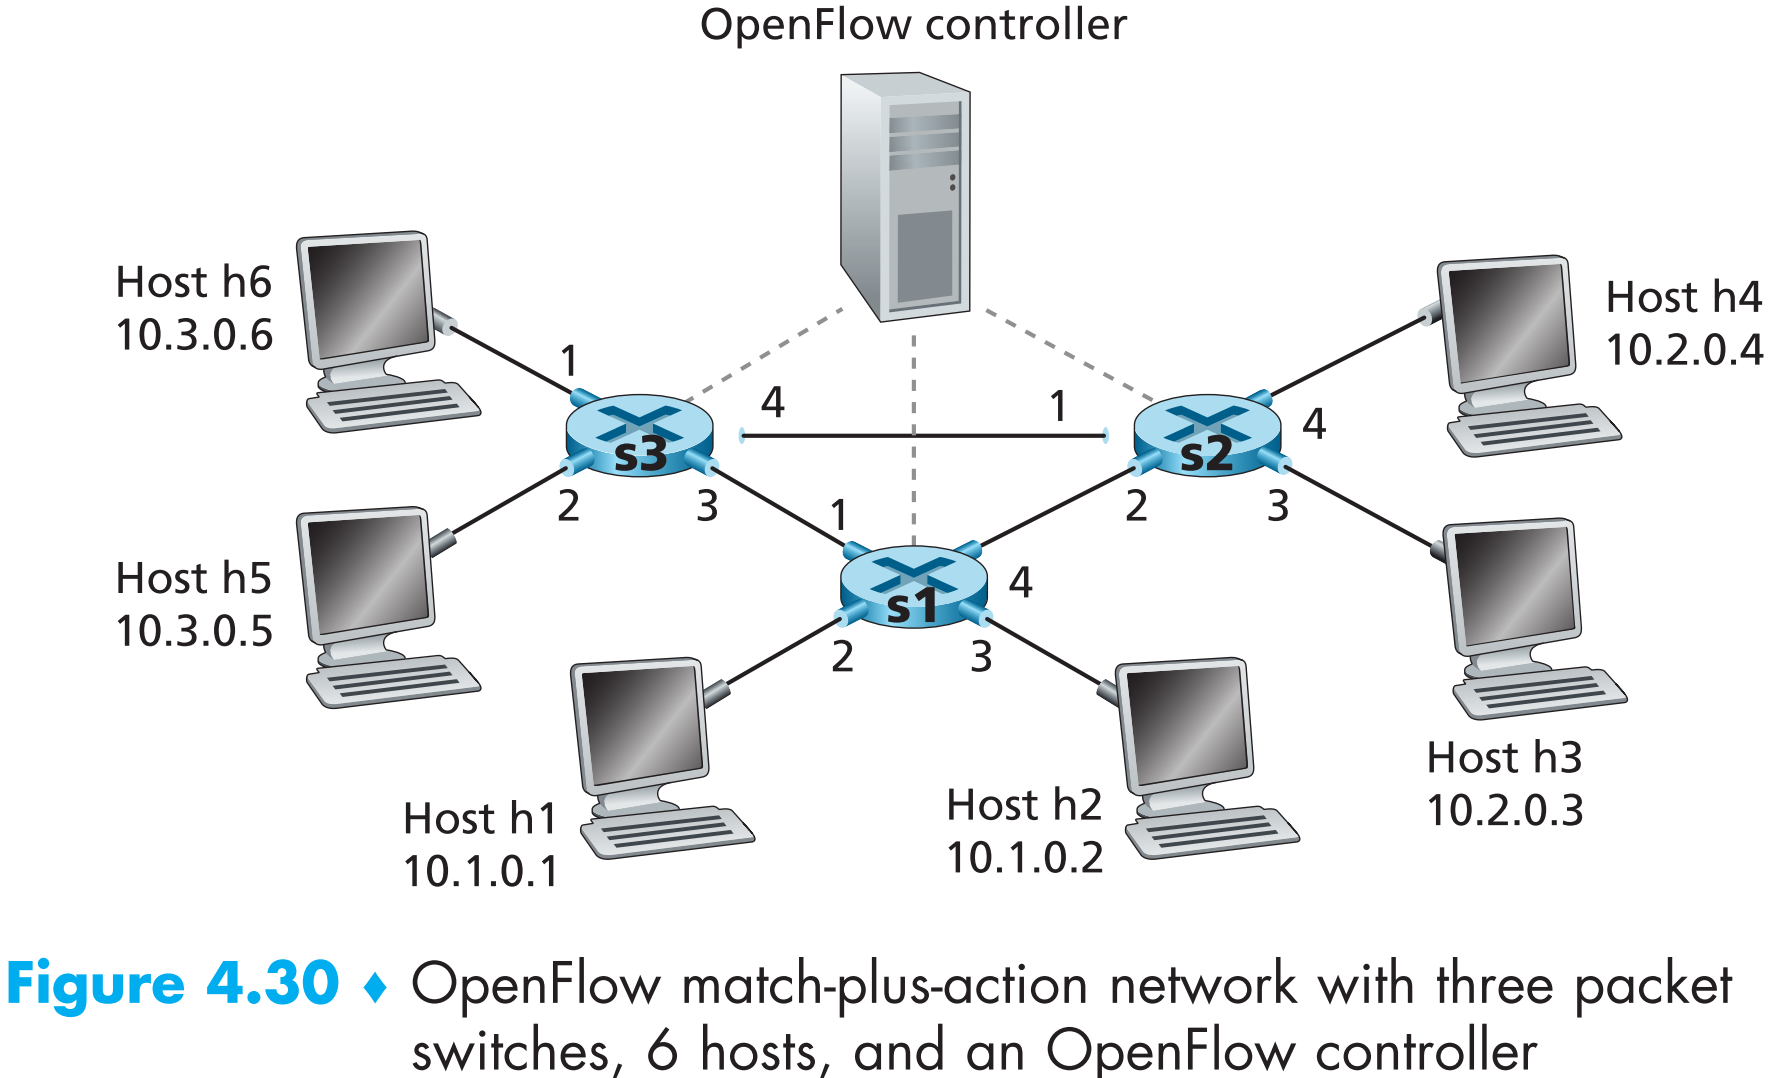 OpenFlow controller
Host h6
10.3.0.6
Host h4
10.2.0.4
1
4
1
4
s3
s2
2
3
1
2
3
Host h5
10.3.0.5
s1
4
2
3
Host h3
10.2.0.3
Host h1
10.1.0.1
Host h2
10.1.0.2
Figure 4.30 ♦ OpenFlow match-plus-action network with three packet
switches, 6 hosts, and an OpenFlow controller